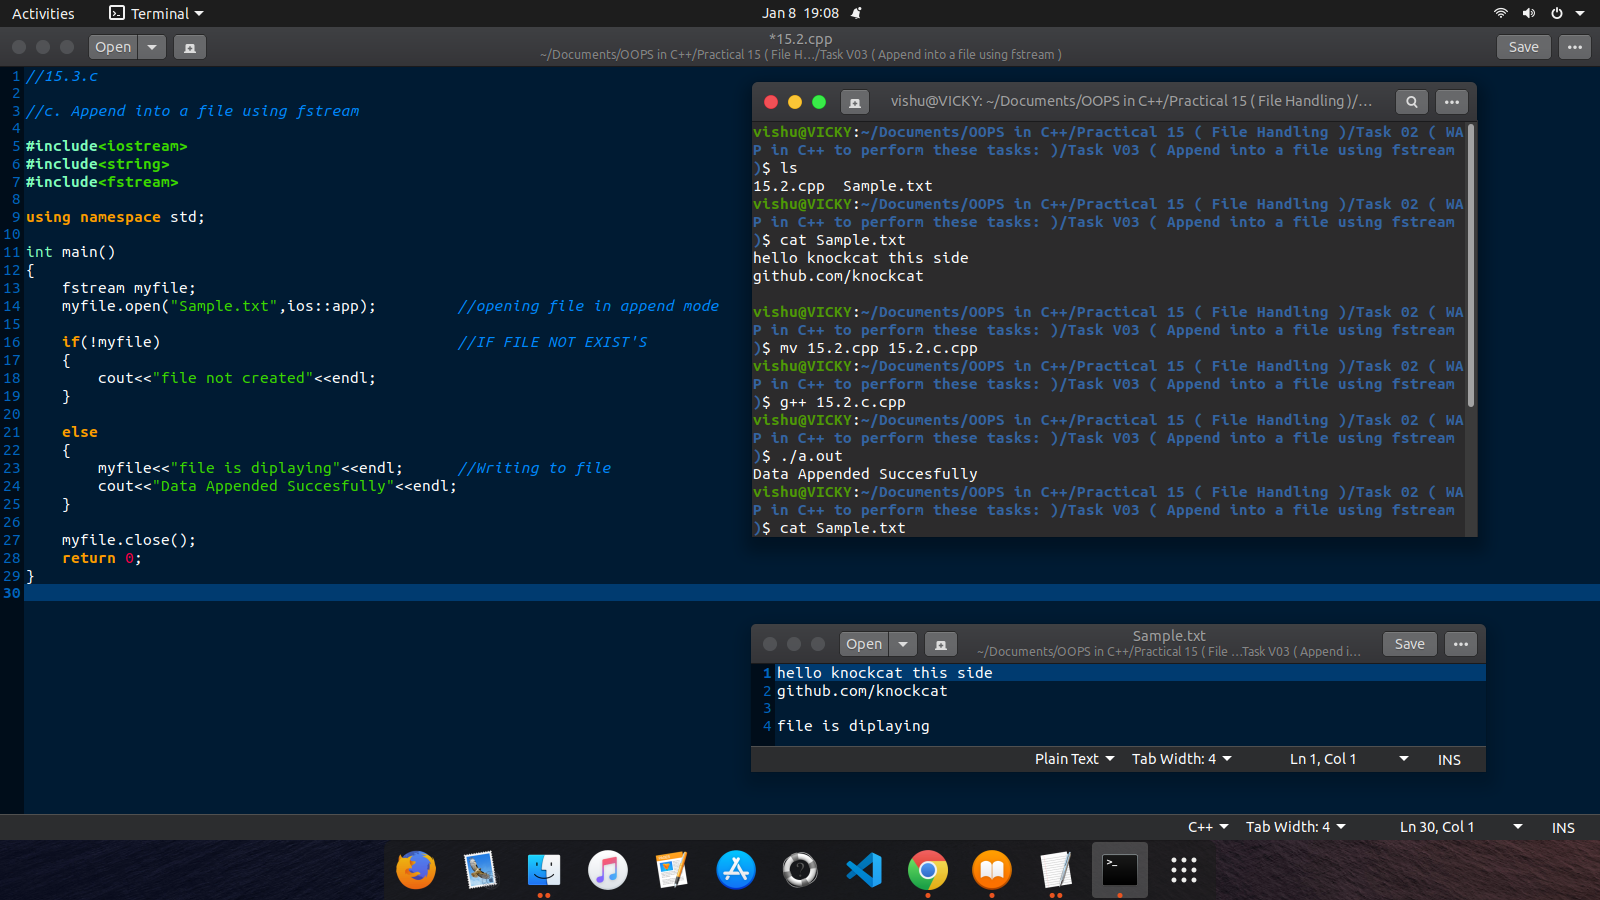 Activities Terminal Jan 8 19:08
Open *15.2.cpp Save
~/Documents/OOPS in C++/Practical 15 ( File H…/Task V03 ( Append into a file using fstream )
1 //15.3.c
2
3 //c. Append into a file using fstream
4
5 #include<iostream>
6 #include<string>
7 #include<fstream>
8
9 using namespace std;
10
11 int main()
12 {
13 fstream myfile;
14 myfile.open("Sample.txt",ios::app); //opening file in append mode
15
16 if(!myfile) //IF FILE NOT EXIST'S
17 {
18 cout<<"file not created"<<endl;
19 }
20
21 else
22 {
23 myfile<<"file is diplaying"<<endl; //Writing to file
24 cout<<"Data Appended Succesfully"<<endl;
25 }
26
27 myfile.close();
28 return 0;
29 }
30
vishu@VICKY: ~/Documents/OOPS in C++/Practical 15 ( File Handling )/…
vishu@VICKY:~/Documents/OOPS in C++/Practical 15 ( File Handling )/Task 02 ( WA
P in C++ to perform these tasks: )/Task V03 ( Append into a file using fstream
)$ ls
15.2.cpp Sample.txt
vishu@VICKY:~/Documents/OOPS in C++/Practical 15 ( File Handling )/Task 02 ( WA
P in C++ to perform these tasks: )/Task V03 ( Append into a file using fstream
)$ cat Sample.txt
hello knockcat this side
github.com/knockcat
vishu@VICKY:~/Documents/OOPS in C++/Practical 15 ( File Handling )/Task 02 ( WA
P in C++ to perform these tasks: )/Task V03 ( Append into a file using fstream
)$ mv 15.2.cpp 15.2.c.cpp
vishu@VICKY:~/Documents/OOPS in C++/Practical 15 ( File Handling )/Task 02 ( WA
P in C++ to perform these tasks: )/Task V03 ( Append into a file using fstream
)$ g++ 15.2.c.cpp
vishu@VICKY:~/Documents/OOPS in C++/Practical 15 ( File Handling )/Task 02 ( WA
P in C++ to perform these tasks: )/Task V03 ( Append into a file using fstream
)$ ./a.out
Data Appended Succesfully
vishu@VICKY:~/Documents/OOPS in C++/Practical 15 ( File Handling )/Task 02 ( WA
P in C++ to perform these tasks: )/Task V03 ( Append into a file using fstream
)$ cat Sample.txt
Open Sample.txt Save
~/Documents/OOPS in C++/Practical 15 ( File …Task V03 ( Append i…
1 hello knockcat this side
2 github.com/knockcat
3
4 file is diplaying
Plain Text Tab Width: 4 Ln 1, Col 1 INS
C++ Tab Width: 4 Ln 30, Col 1 INS